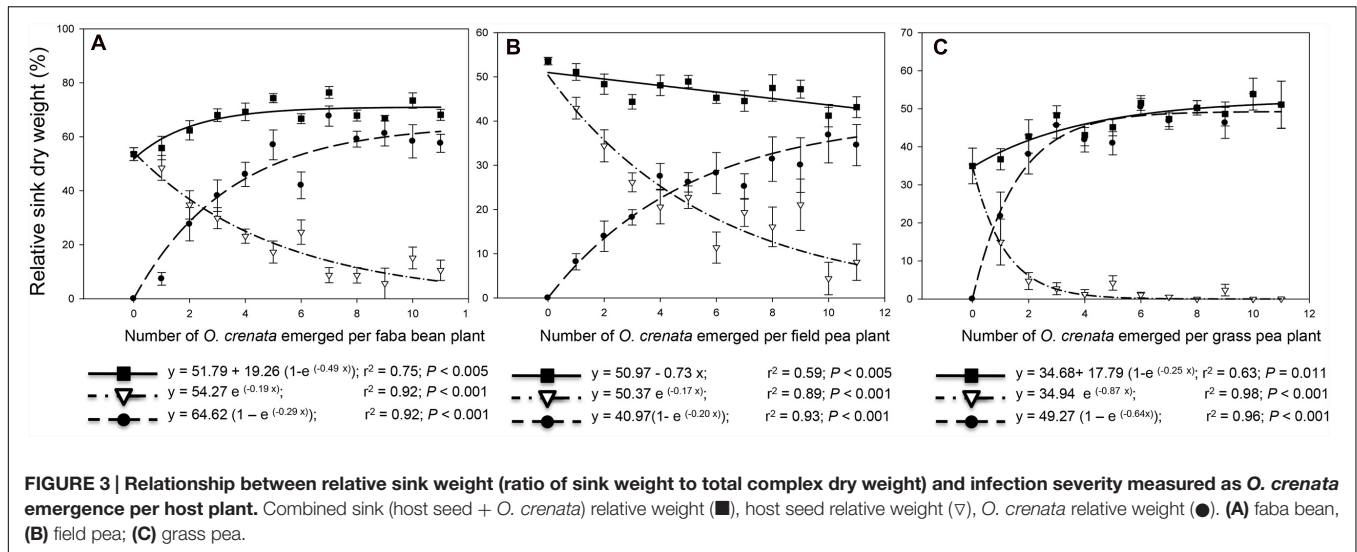 A
B
C
Relative sink dry weight (%)
100
80
60
40
20
0
0 2 4 6 8 10 1
60
50
40
30
20
10
0
0 2 4 6 8 10 12
70
60
50
40
30
20
10
0
0 2 4 6 8 10 12
Number of O. crenata emerged per faba bean plant
Number of O. crenata emerged per field pea plant
Number of O. crenata emerged per grass pea plant
y = 51.79 + 19.26 (1-e (-0.49 x)); r2 = 0.75; P < 0.005
y = 54.27 e (-0.19 x); r2 = 0.92; P < 0.001
y = 64.62 (1 – e (-0.29 x)); r2 = 0.92; P < 0.001
y = 50.97 - 0.73 x; r2 = 0.59; P < 0.005
y = 50.37 e (-0.17 x); r2 = 0.89; P < 0.001
y = 40.97(1- e (-0.20 x)); r2 = 0.93; P < 0.001
y = 34.68+ 17.79 (1-e (-0.25 x); r2 = 0.63; P = 0.011
y = 34.94 e (-0.87 x); r2 = 0.98; P < 0.001
y = 49.27 (1 – e (-0.64x)); r2 = 0.96; P < 0.001
FIGURE 3 | Relationship between relative sink weight (ratio of sink weight to total complex dry weight) and infection severity measured as O. crenata
emergence per host plant. Combined sink (host seed + O. crenata) relative weight (■), host seed relative weight (▽), O. crenata relative weight (●). (A) faba bean,
(B) field pea; (C) grass pea.